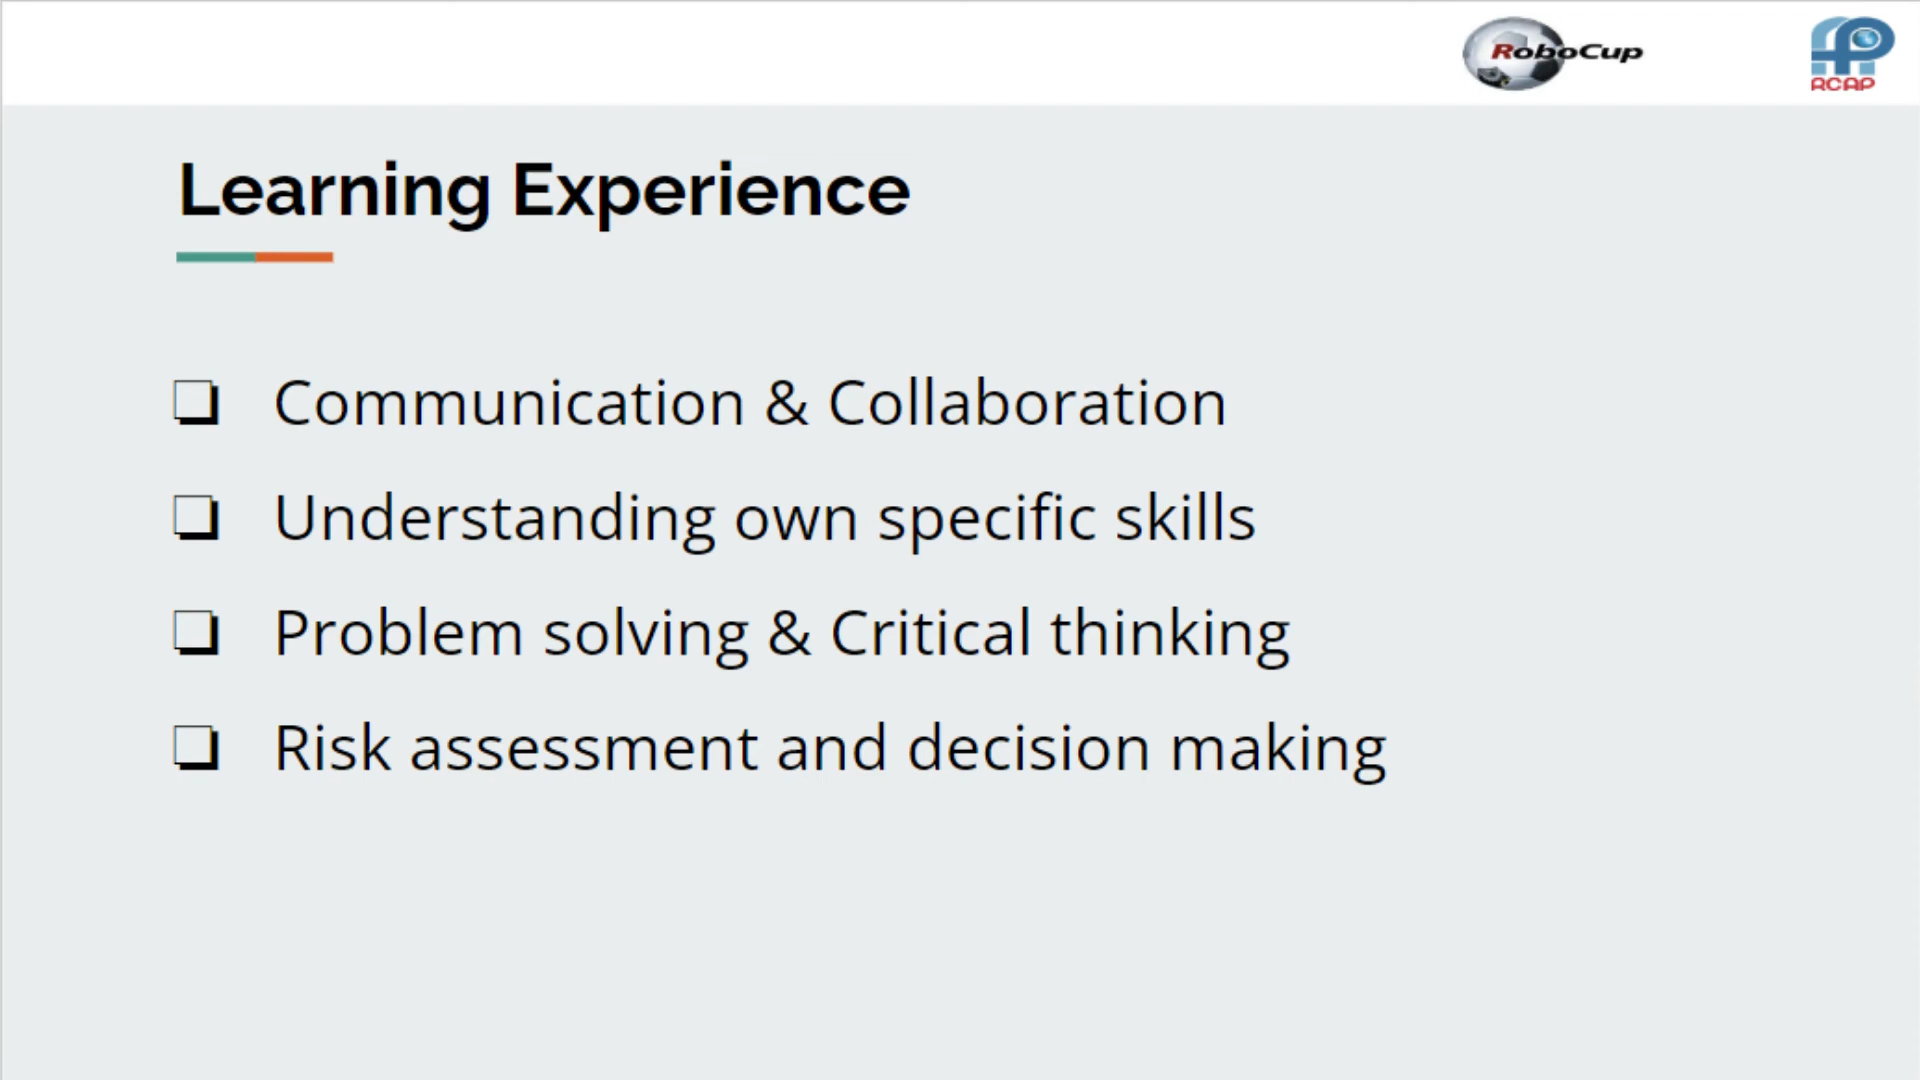 RoboCup
RCAP
Learning Experience
❏ Communication & Collaboration
❏ Understanding own specific skills
❏ Problem solving & Critical thinking
❏ Risk assessment and decision making